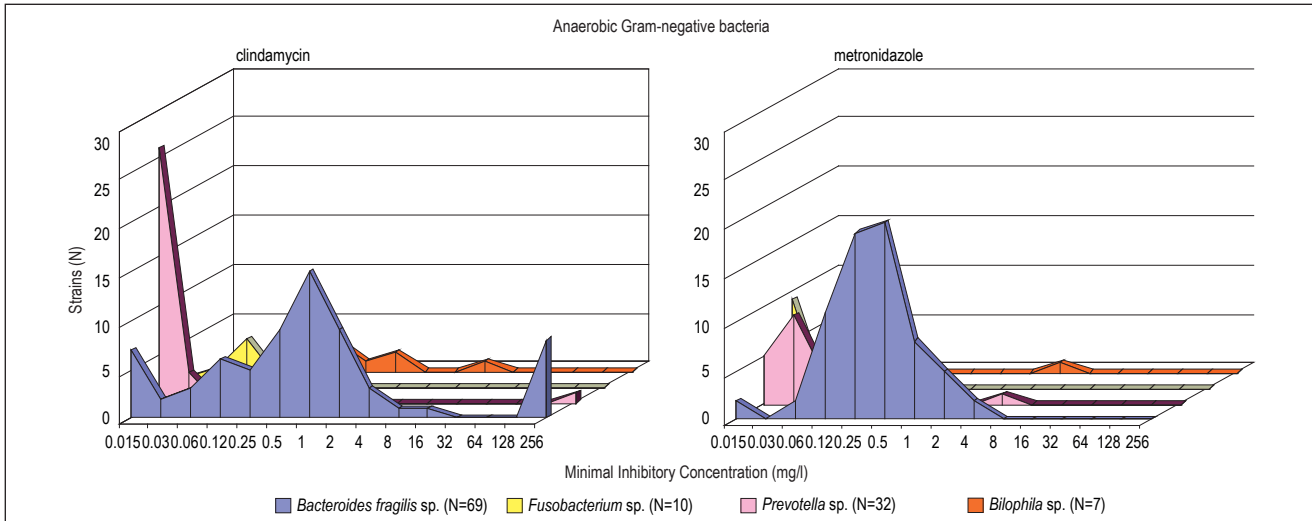 Anaerobic Gram-negative bacteria
clindamycin
metronidazole
Strains (N)
30
25
20
15
10
5
0
0.015 0.03 0.06 0.12 0.25 0.5 1 2 4 8 16 32 64 128 256
30
25
20
15
10
5
0
0.015 0.03 0.06 0.12 0.25 0.5 1 2 4 8 16 32 64 128 256
Minimal Inhibitory Concentration (mg/l)
Bacteroides fragilis sp. (N=69) Fusobacterium sp. (N=10) Prevotella sp. (N=32) Bilophila sp. (N=7)